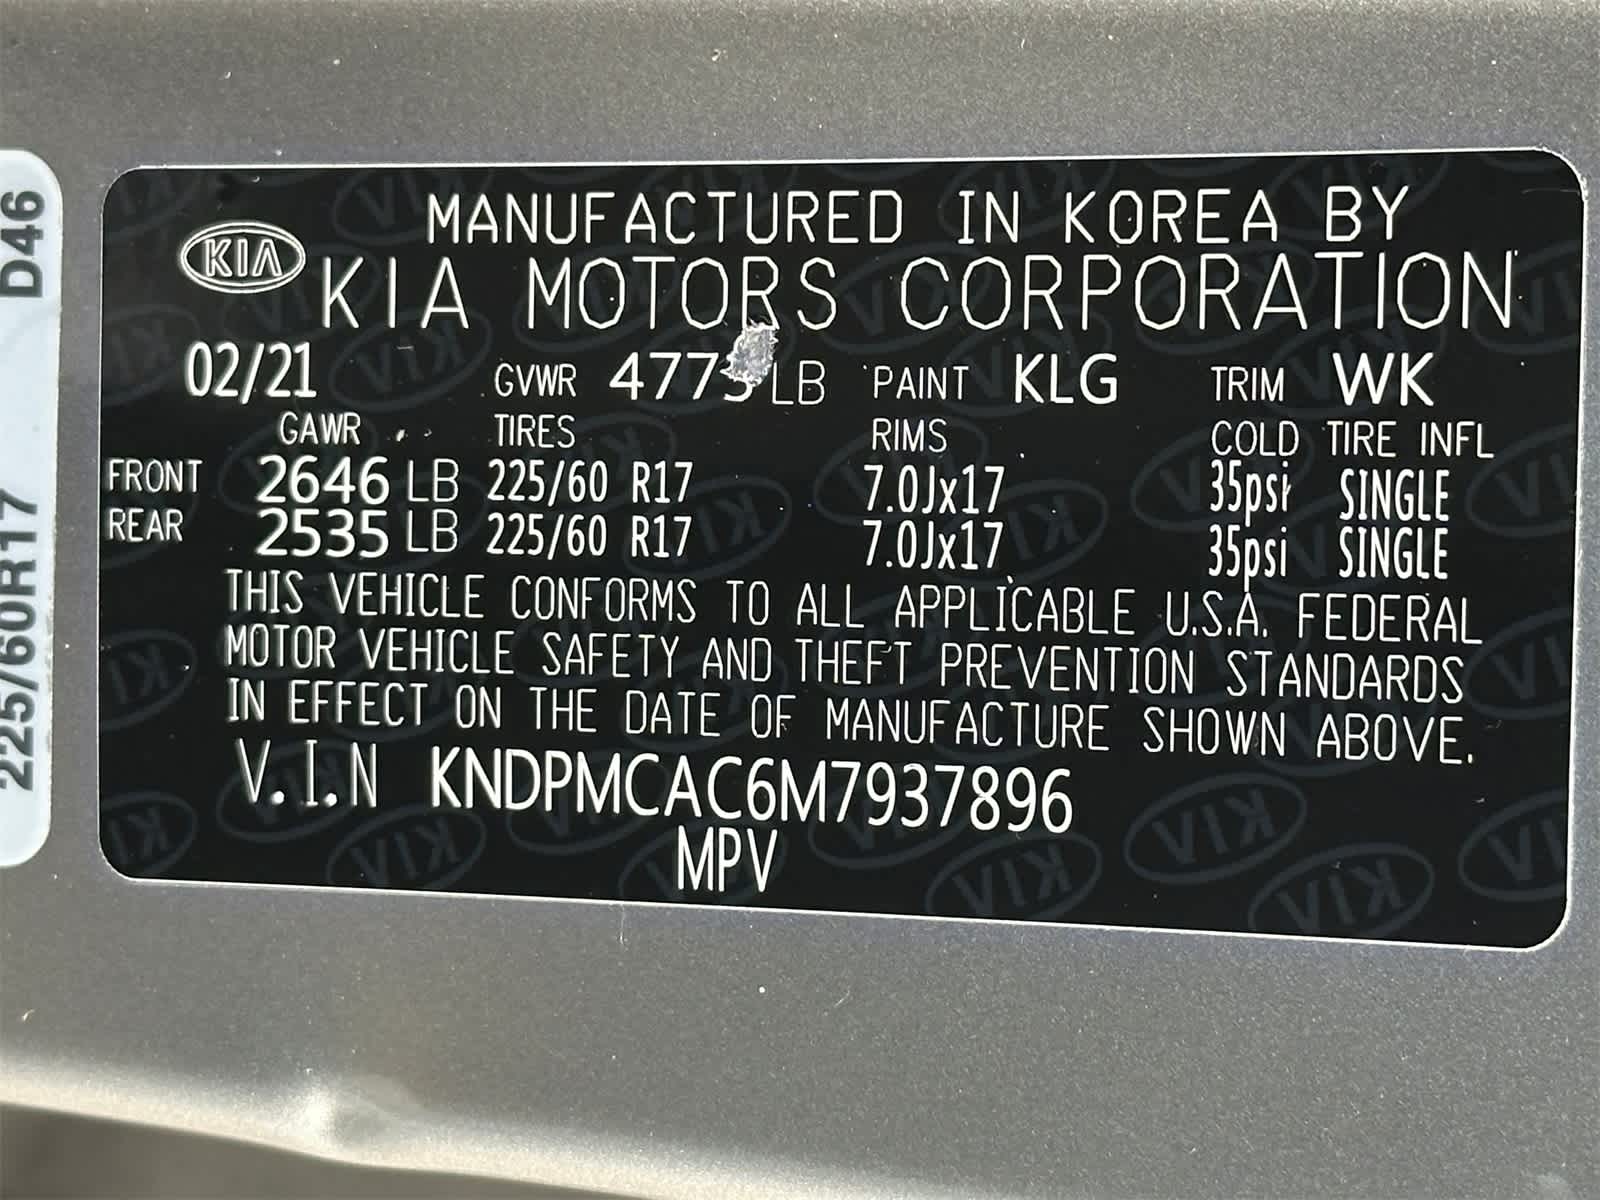 D46
225/60R17
KIA
MANUFACTURED IN KOREA BY
KIA MOTORS CORPORATION
02/21 GVWR LB PAINT KLG TRIM WK
GAWR TIRES RIMS COLD TIRE INFL
FRONT 2646 LB 225/60 R17 7.0Jx17 35psi SINGLE
REAR 2535 LB 225/60 R17 7.0Jx17 35psi SINGLE
THIS VEHICLE CONFORMS TO ALL APPLICABLE U.S.A. FEDERAL
MOTOR VEHICLE SAFETY AND THEFT PREVENTION STANDARDS
IN EFFECT ON THE DATE OF MANUFACTURE SHOWN ABOVE.
V.I.N KNDPMCAC6M7937896
MPV